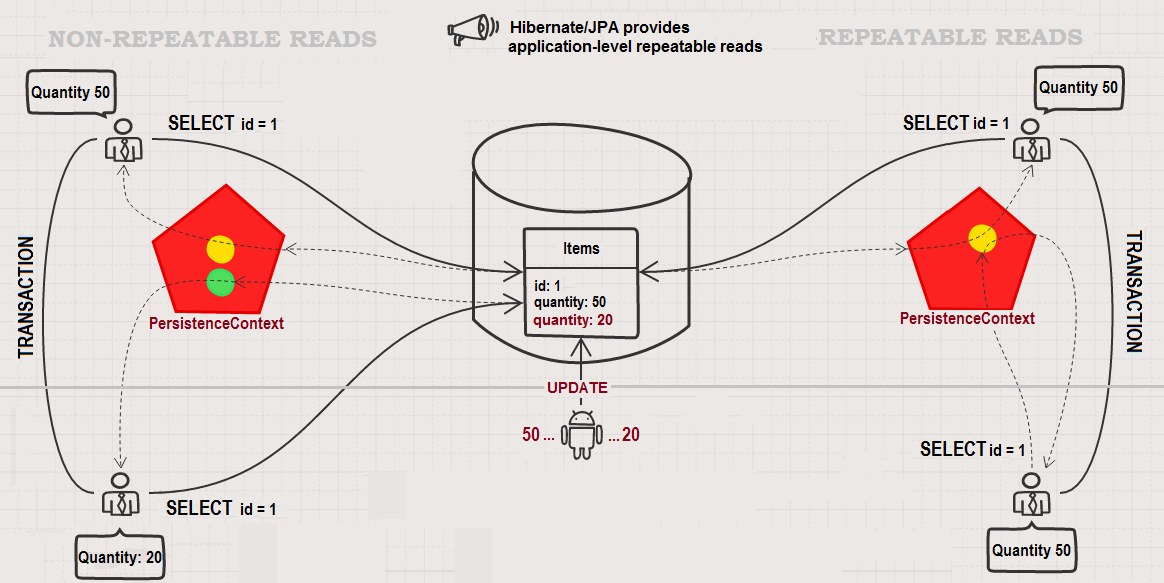 NON-REPEATABLE READS
Hibernate/JPA provides
application-level repeatable reads
REPEATABLE READS
Quantity 50
SELECT id = 1
TRANSACTION
PersistenceContext
SELECT id = 1
Quantity: 20
Items
id: 1
quantity: 50
quantity: 20
UPDATE
50 ... ... 20
Quantity 50
SELECT id = 1
TRANSACTION
PersistenceContext
SELECT id = 1
Quantity 50